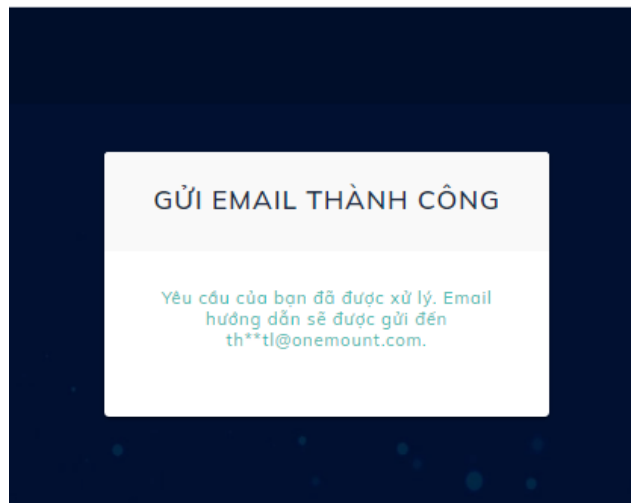 GỬI EMAIL THÀNH CÔNG
Yêu cầu của bạn đã được xử lý. Email
hướng dẫn sẽ được gửi đến
th**tl@onemount.com.